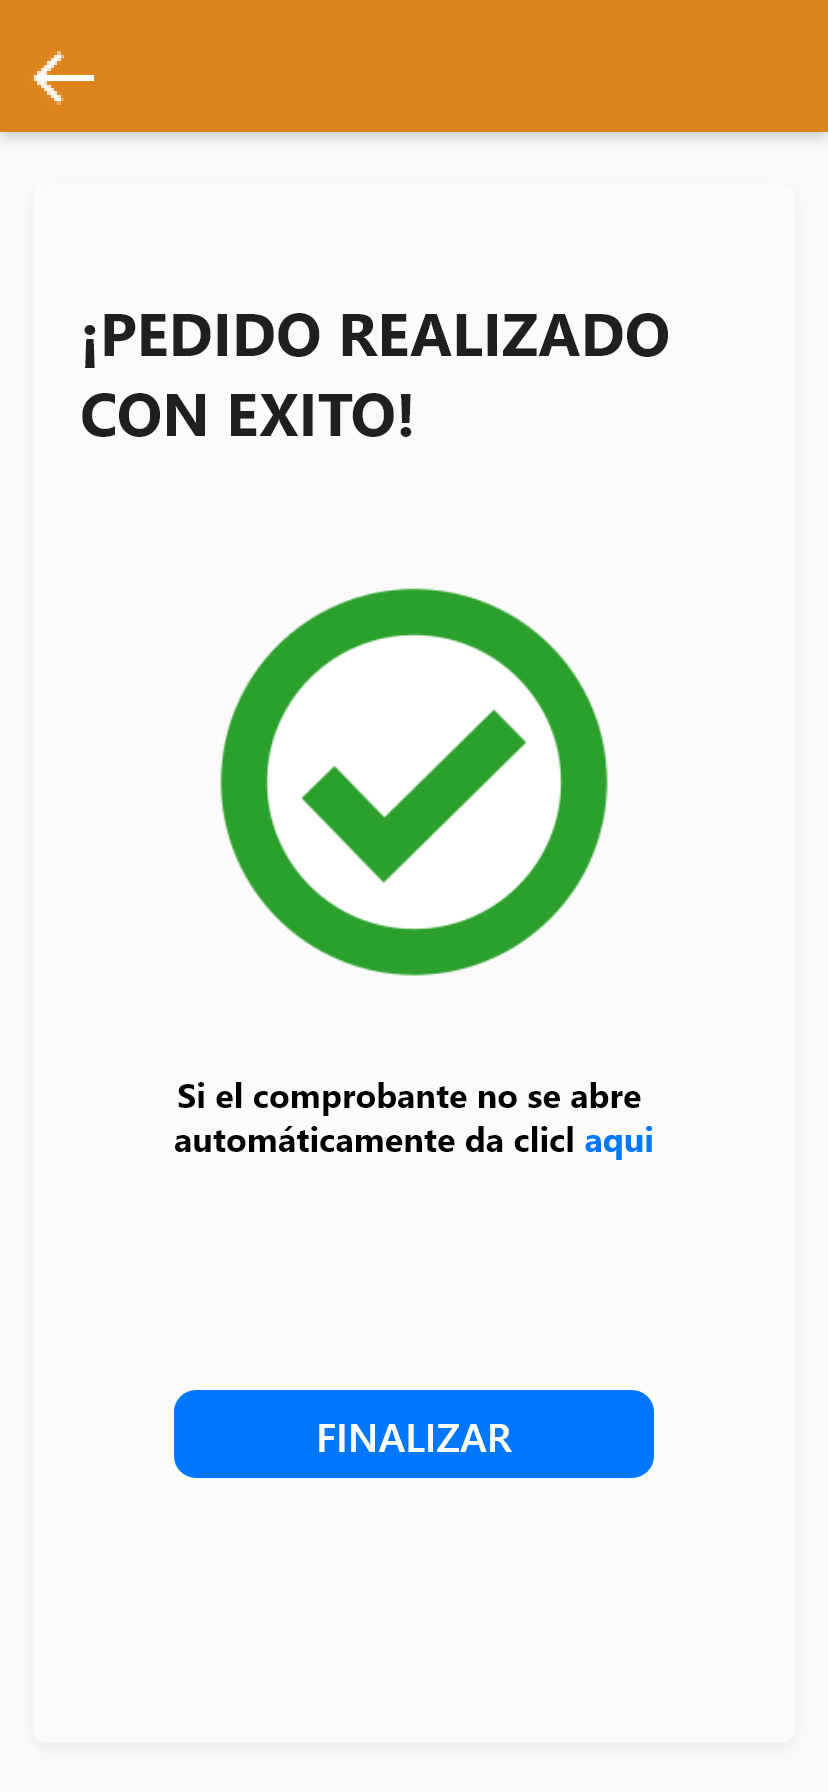 ¡PEDIDO REALIZADO
CON EXITO!
Si el comprobante no se abre
automáticamente da clicl aqui
FINALIZAR